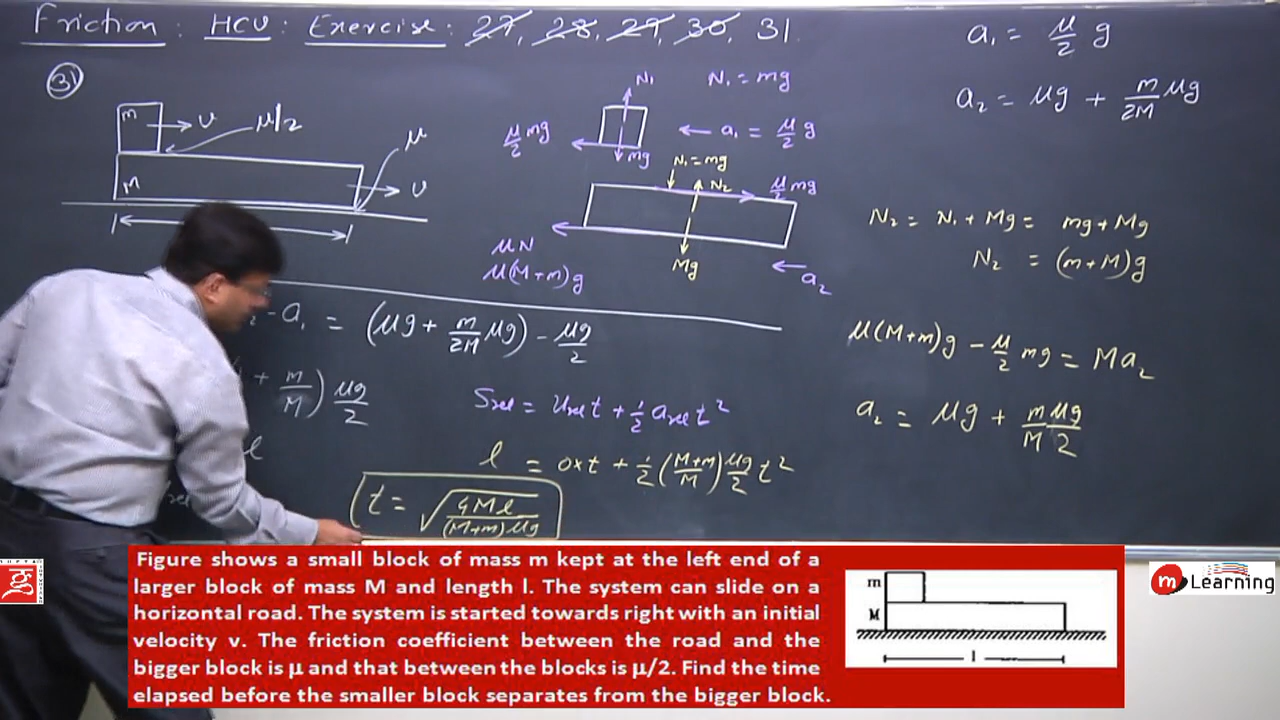 Friction : HCV : Exercise : 27, 28, 29, 30, 31.
31
m
v
μ/2
μ
M
v
N₁
N₁ = mg
μ/2 mg
mg
← a₁ = μ/2 g
N₁ = mg
N₂
μ/2 mg
μN
μ(M+m)g
Mg
← a₂
a₁ = μ/2 g
a₂ = μg + m/2M μg
N₂ = N₁ + Mg = mg + Mg
N₂ = (m+M)g
μ(M+m)g - μ/2 mg = Ma₂
a₂ = μg + m/M μg/2
- a₁ = (μg + m/2M μg) - μg/2
+ m/M) μg/2
l
Srel = Urel t + 1/2 arel t²
l = 0×t + 1/2 (M+m/M) μg/2 t²
t = √4Ml/(M+m)μg
Figure shows a small block of mass m kept at the left end of a
larger block of mass M and length l. The system can slide on a
horizontal road. The system is started towards right with an initial
velocity v. The friction coefficient between the road and the
bigger block is μ and that between the blocks is μ/2. Find the time
elapsed before the smaller block separates from the bigger block.
m
M
l
m Learning